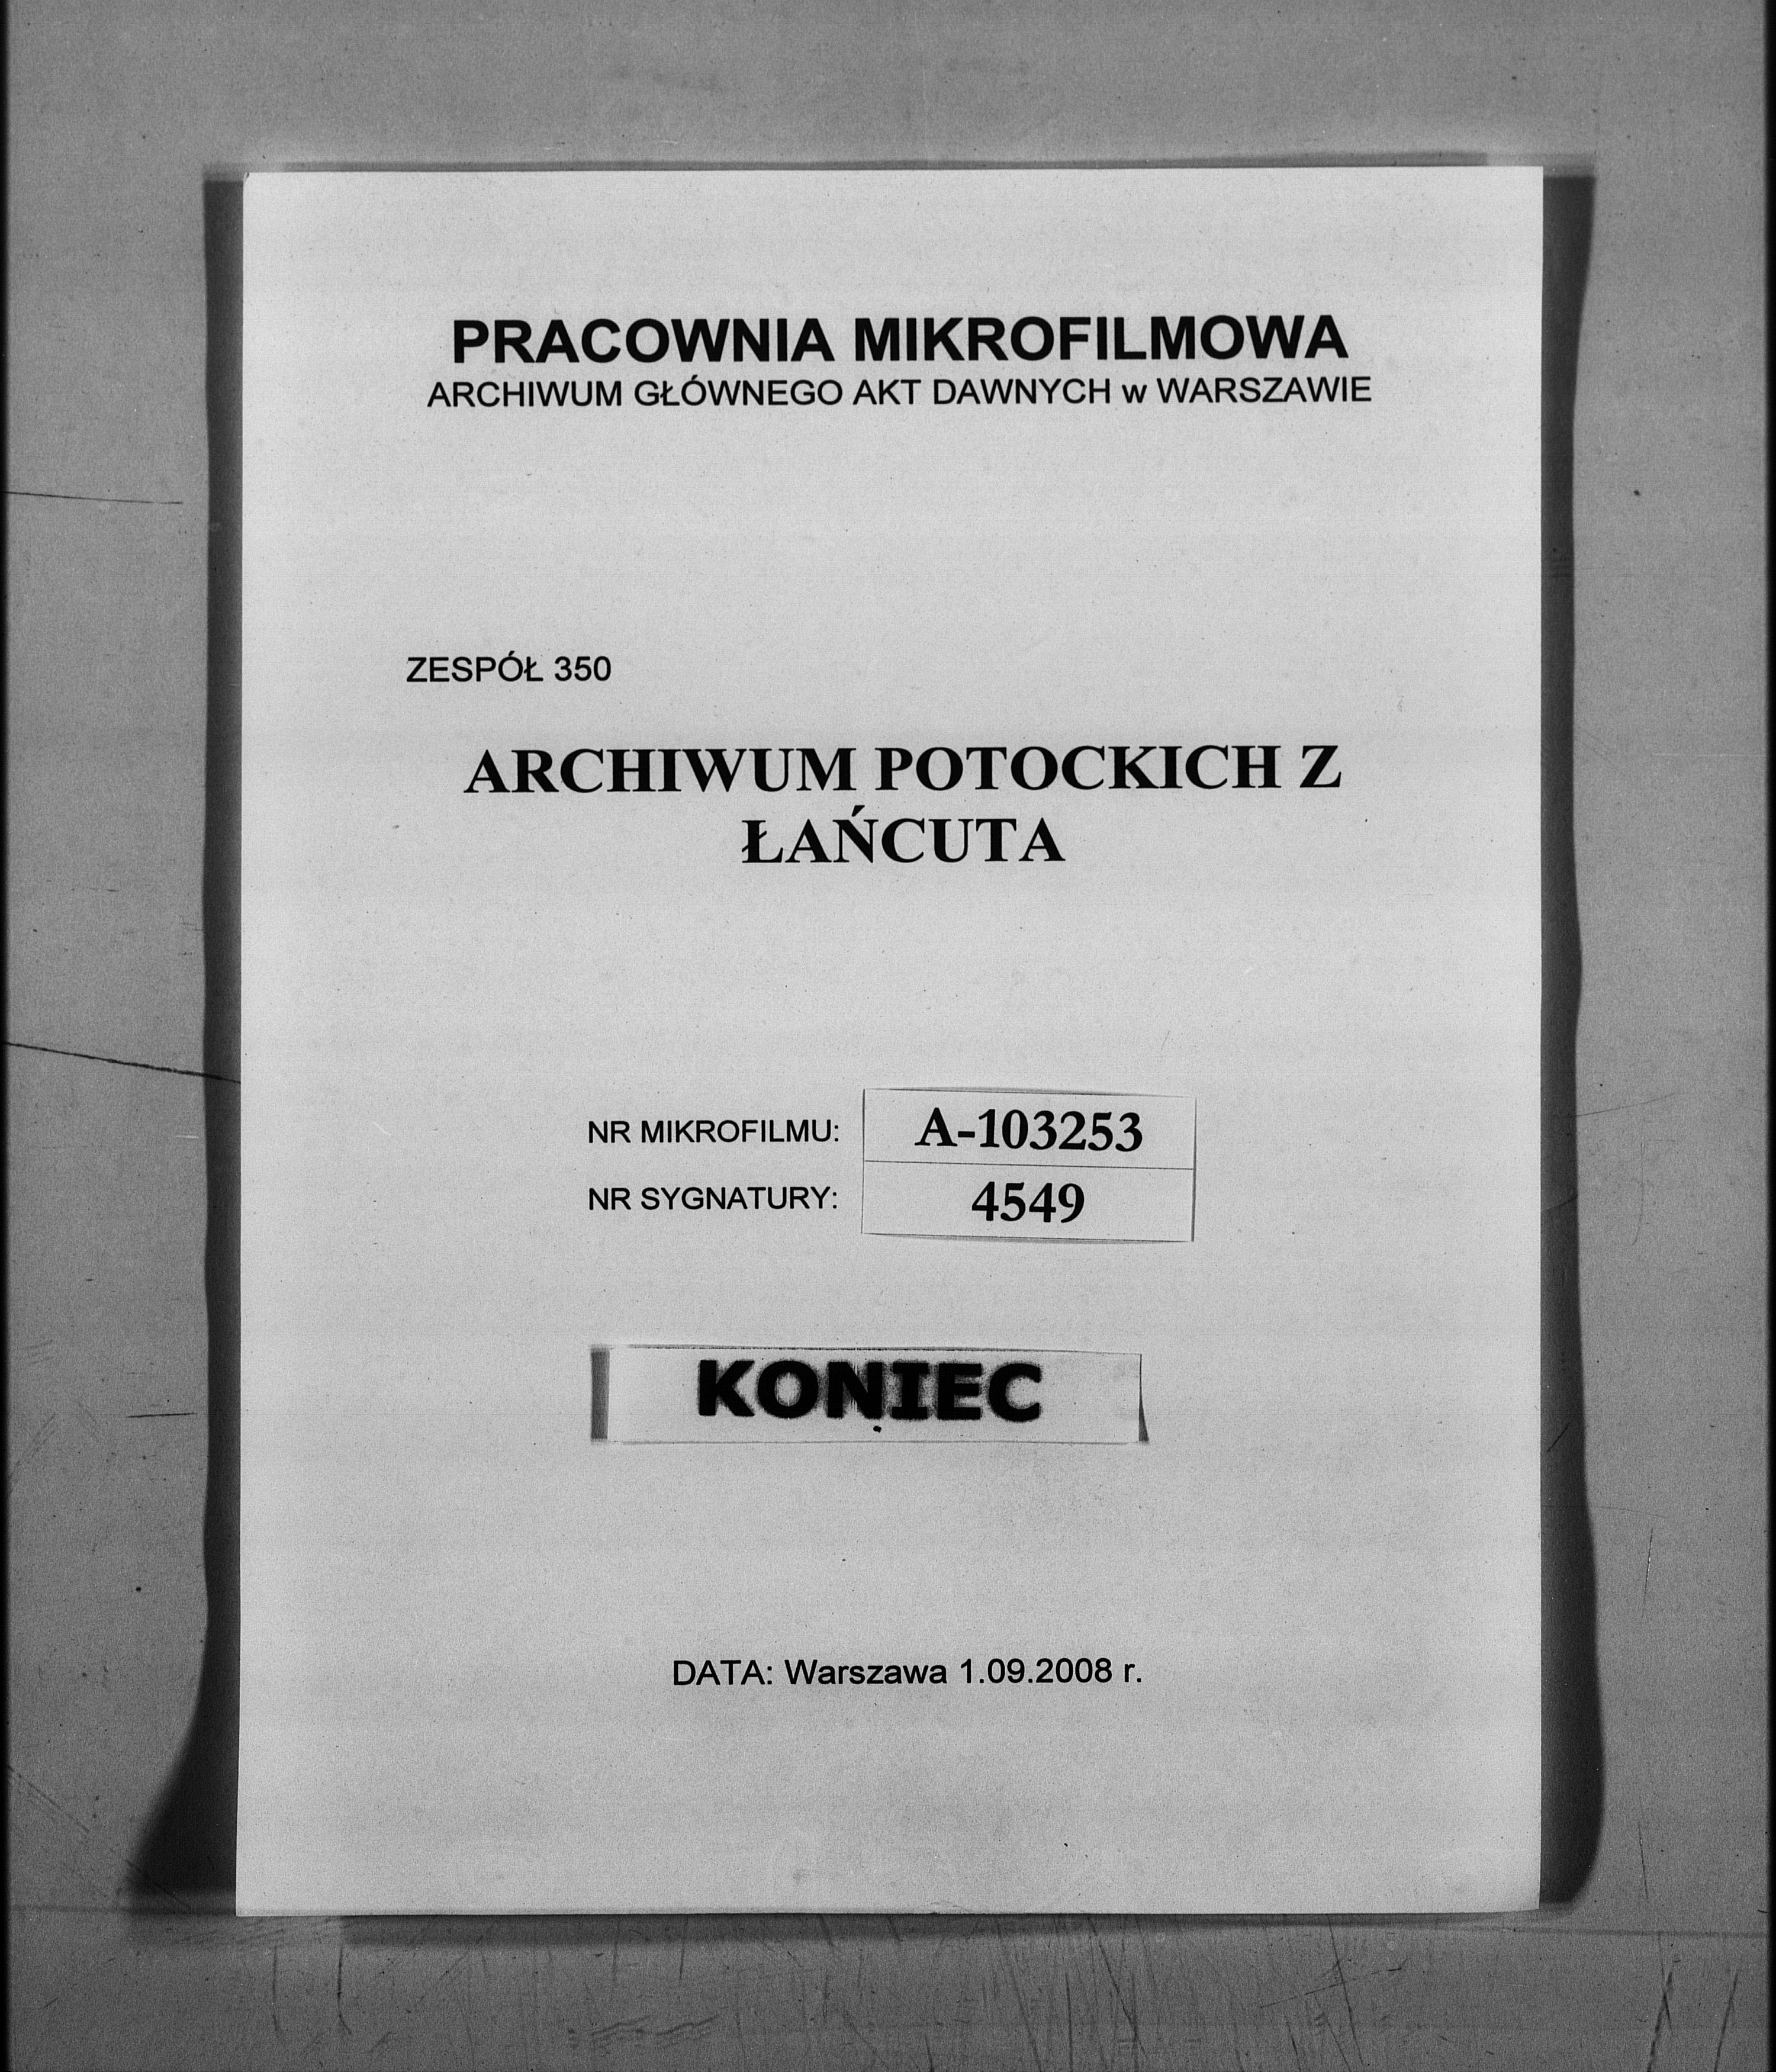 PRACOWNIA MIKROFILMOWA
ARCHIWUM GŁÓWNEGO AKT DAWNYCH w WARSZAWIE
ZESPÓŁ 350
ARCHIWUM POTOCKICH Z
ŁAŃCUTA
NR MIKROFILMU: A-103253
NR SYGNATURY: 4549
KONIEC
DATA: Warszawa 1.09.2008 r.